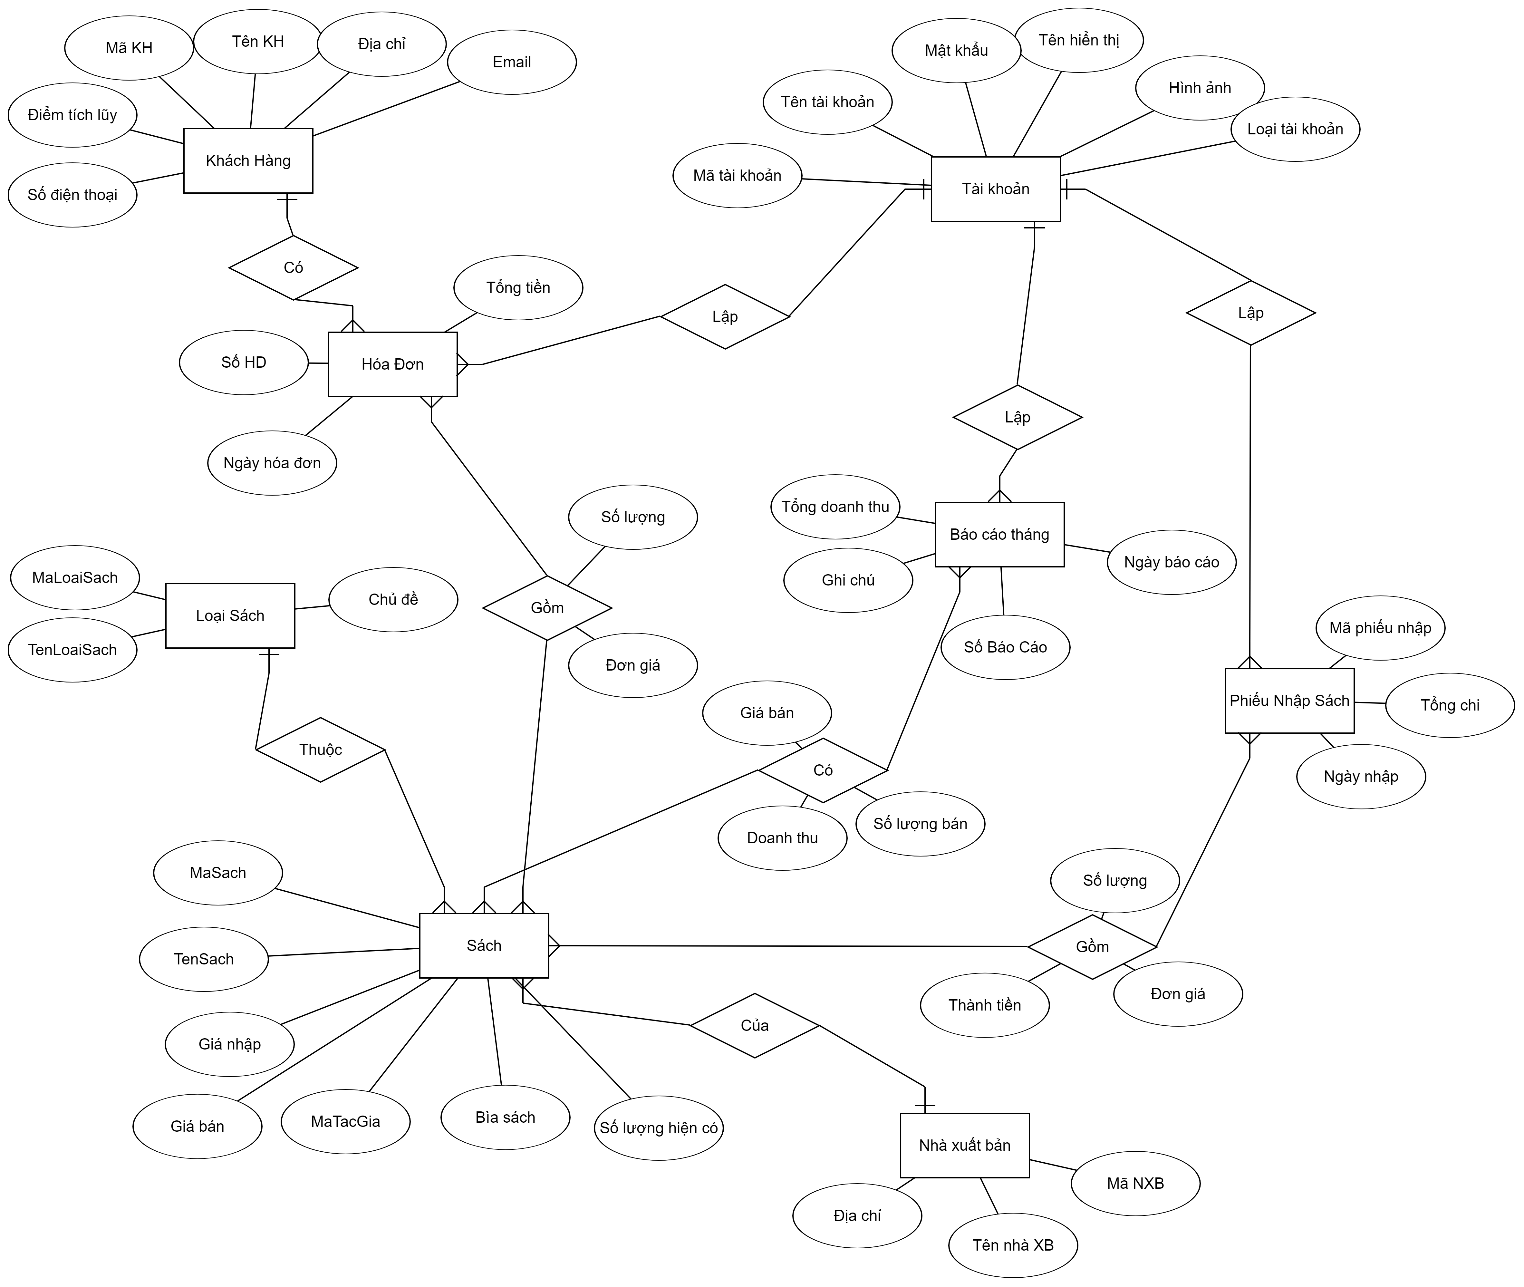 Mã KH
Tên KH
Địa chỉ
Email
Điểm tích lũy
Khách Hàng
Số điện thoại
Có
Mật khẩu
Tên hiển thị
Tên tài khoản
Hình ảnh
Loại tài khoản
Mã tài khoản
Tài khoản
Tổng tiền
Lập
Lập
Số HD
Hóa Đơn
Lập
Ngày hóa đơn
Số lượng
Tổng doanh thu
Báo cáo tháng
Ngày báo cáo
Ghi chú
MaLoaiSach
Loại Sách
Chủ đề
Gồm
TenLoaiSach
Đơn giá
Số Báo Cáo
Mã phiếu nhập
Phiếu Nhập Sách
Tổng chi
Giá bán
Thuộc
Có
Ngày nhập
Doanh thu
Số lượng bán
MaSach
Số lượng
TenSach
Sách
Gồm
Thành tiền
Đơn giá
Của
Giá nhập
Giá bán
MaTacGia
Bìa sách
Số lượng hiện có
Nhà xuất bản
Mã NXB
Địa chỉ
Tên nhà XB